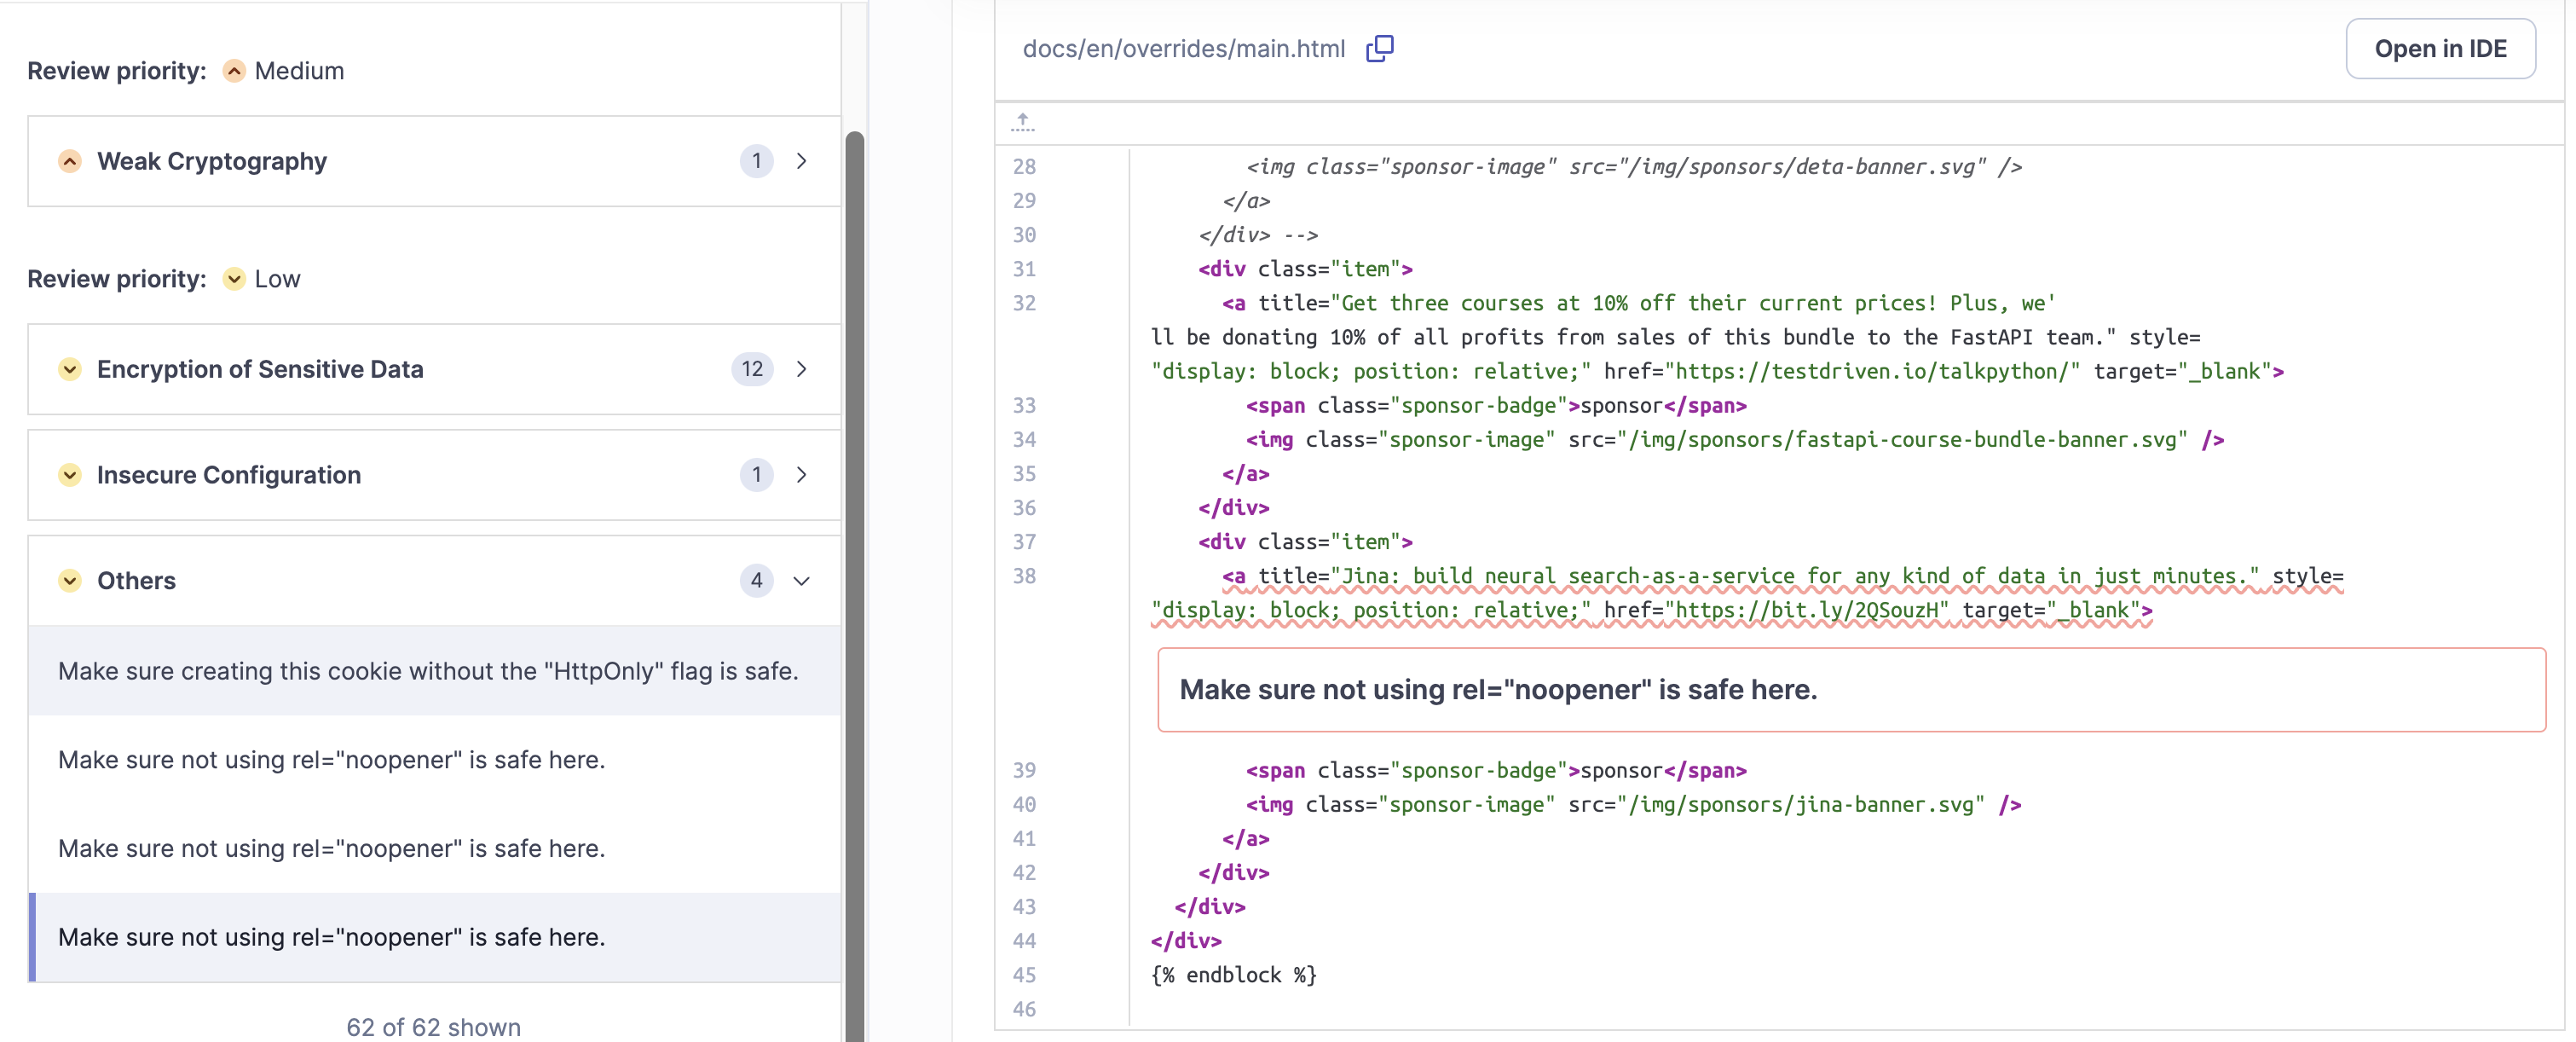 Review priority: Medium
Weak Cryptography 1
Review priority: Low
Encryption of Sensitive Data 12
Insecure Configuration 1
Others 4
Make sure creating this cookie without the "HttpOnly" flag is safe.
Make sure not using rel="noopener" is safe here.
Make sure not using rel="noopener" is safe here.
Make sure not using rel="noopener" is safe here.
62 of 62 shown
docs/en/overrides/main.html
Open in IDE
28 <img class="sponsor-image" src="/img/sponsors/deta-banner.svg" />
29 </a>
30 </div> -->
31 <div class="item">
32 <a title="Get three courses at 10% off their current prices! Plus, we'
ll be donating 10% of all profits from sales of this bundle to the FastAPI team." style=
"display: block; position: relative;" href="https://testdriven.io/talkpython/" target="_blank">
33 <span class="sponsor-badge">sponsor</span>
34 <img class="sponsor-image" src="/img/sponsors/fastapi-course-bundle-banner.svg" />
35 </a>
36 </div>
37 <div class="item">
38 <a title="Jina: build neural search-as-a-service for any kind of data in just minutes." style=
"display: block; position: relative;" href="https://bit.ly/2QSouzH" target="_blank">
Make sure not using rel="noopener" is safe here.
39 <span class="sponsor-badge">sponsor</span>
40 <img class="sponsor-image" src="/img/sponsors/jina-banner.svg" />
41 </a>
42 </div>
43 </div>
44 </div>
45 {% endblock %}
46